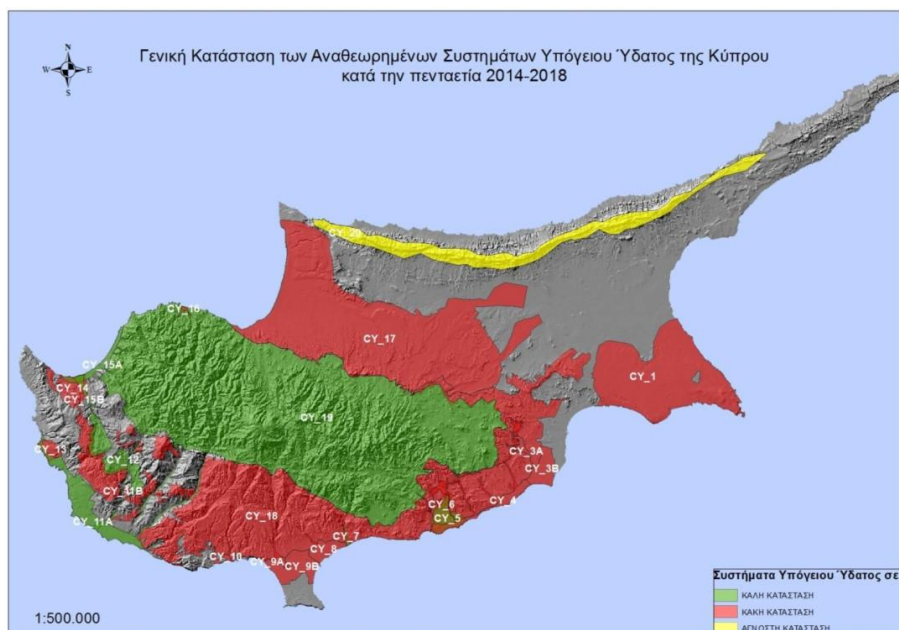 Γενική Κατάσταση των Αναθεωρημένων Συστημάτων Υπόγειου Ύδατος της Κύπρου
κατά την πενταετία 2014-2018
N
W E
S
CY_20
CY_16
CY_17
CY_15A
CY_14
CY_15B
CY_1
CY_19
CY_13
CY_12
CY_3A
CY_3B
CY_11B
CY_6
CY_4
CY_18
CY_5
CY_11A
CY_7
CY_8
CY_10
CY_9A
CY_9B
Συστήματα Υπόγειου Ύδατος σε
ΚΑΛΗ ΚΑΤΑΣΤΑΣΗ
ΚΑΚΗ ΚΑΤΑΣΤΑΣΗ
ΑΓΝΩΣΤΗ ΚΑΤΑΣΤΑΣΗ
1:500.000